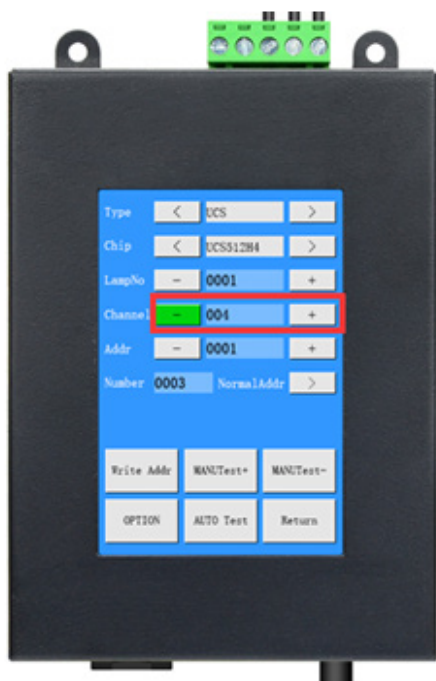 Type < UCS >
Chip < UCS512H4 >
LampNo - 0001 +
Channel - 004 +
Addr - 0001 +
Number 0003 NormalAddr >
Write Addr MANUTest+ MANUTest-
OPTION AUTO Test Return